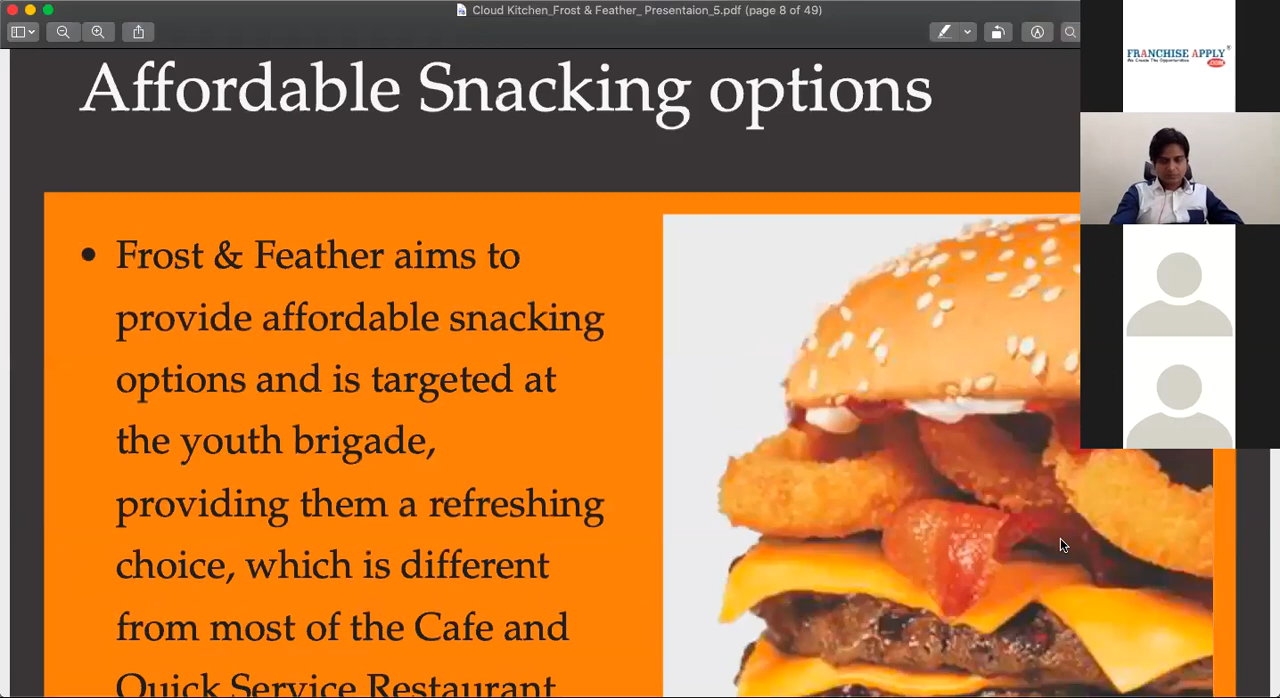 Cloud Kitchen_Frost & Feather_ Presentaion_5.pdf (page 8 of 49)
FRANCHISE APPLY
.COM
We Create The Opportunities
Affordable Snacking options
• Frost & Feather aims to
provide affordable snacking
options and is targeted at
the youth brigade,
providing them a refreshing
choice, which is different
from most of the Cafe and
Quick Service Restaurant